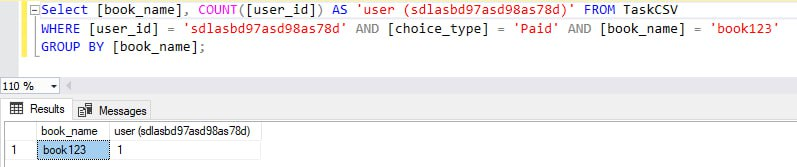 Select [book_name], COUNT([user_id]) AS 'user (sdlasbd97asd98as78d)' FROM TaskCSV
WHERE [user_id] = 'sdlasbd97asd98as78d' AND [choice_type] = 'Paid' AND [book_name] = 'book123'
GROUP BY [book_name];
110 %
Results Messages
book_name user (sdlasbd97asd98as78d)
1 book123 1